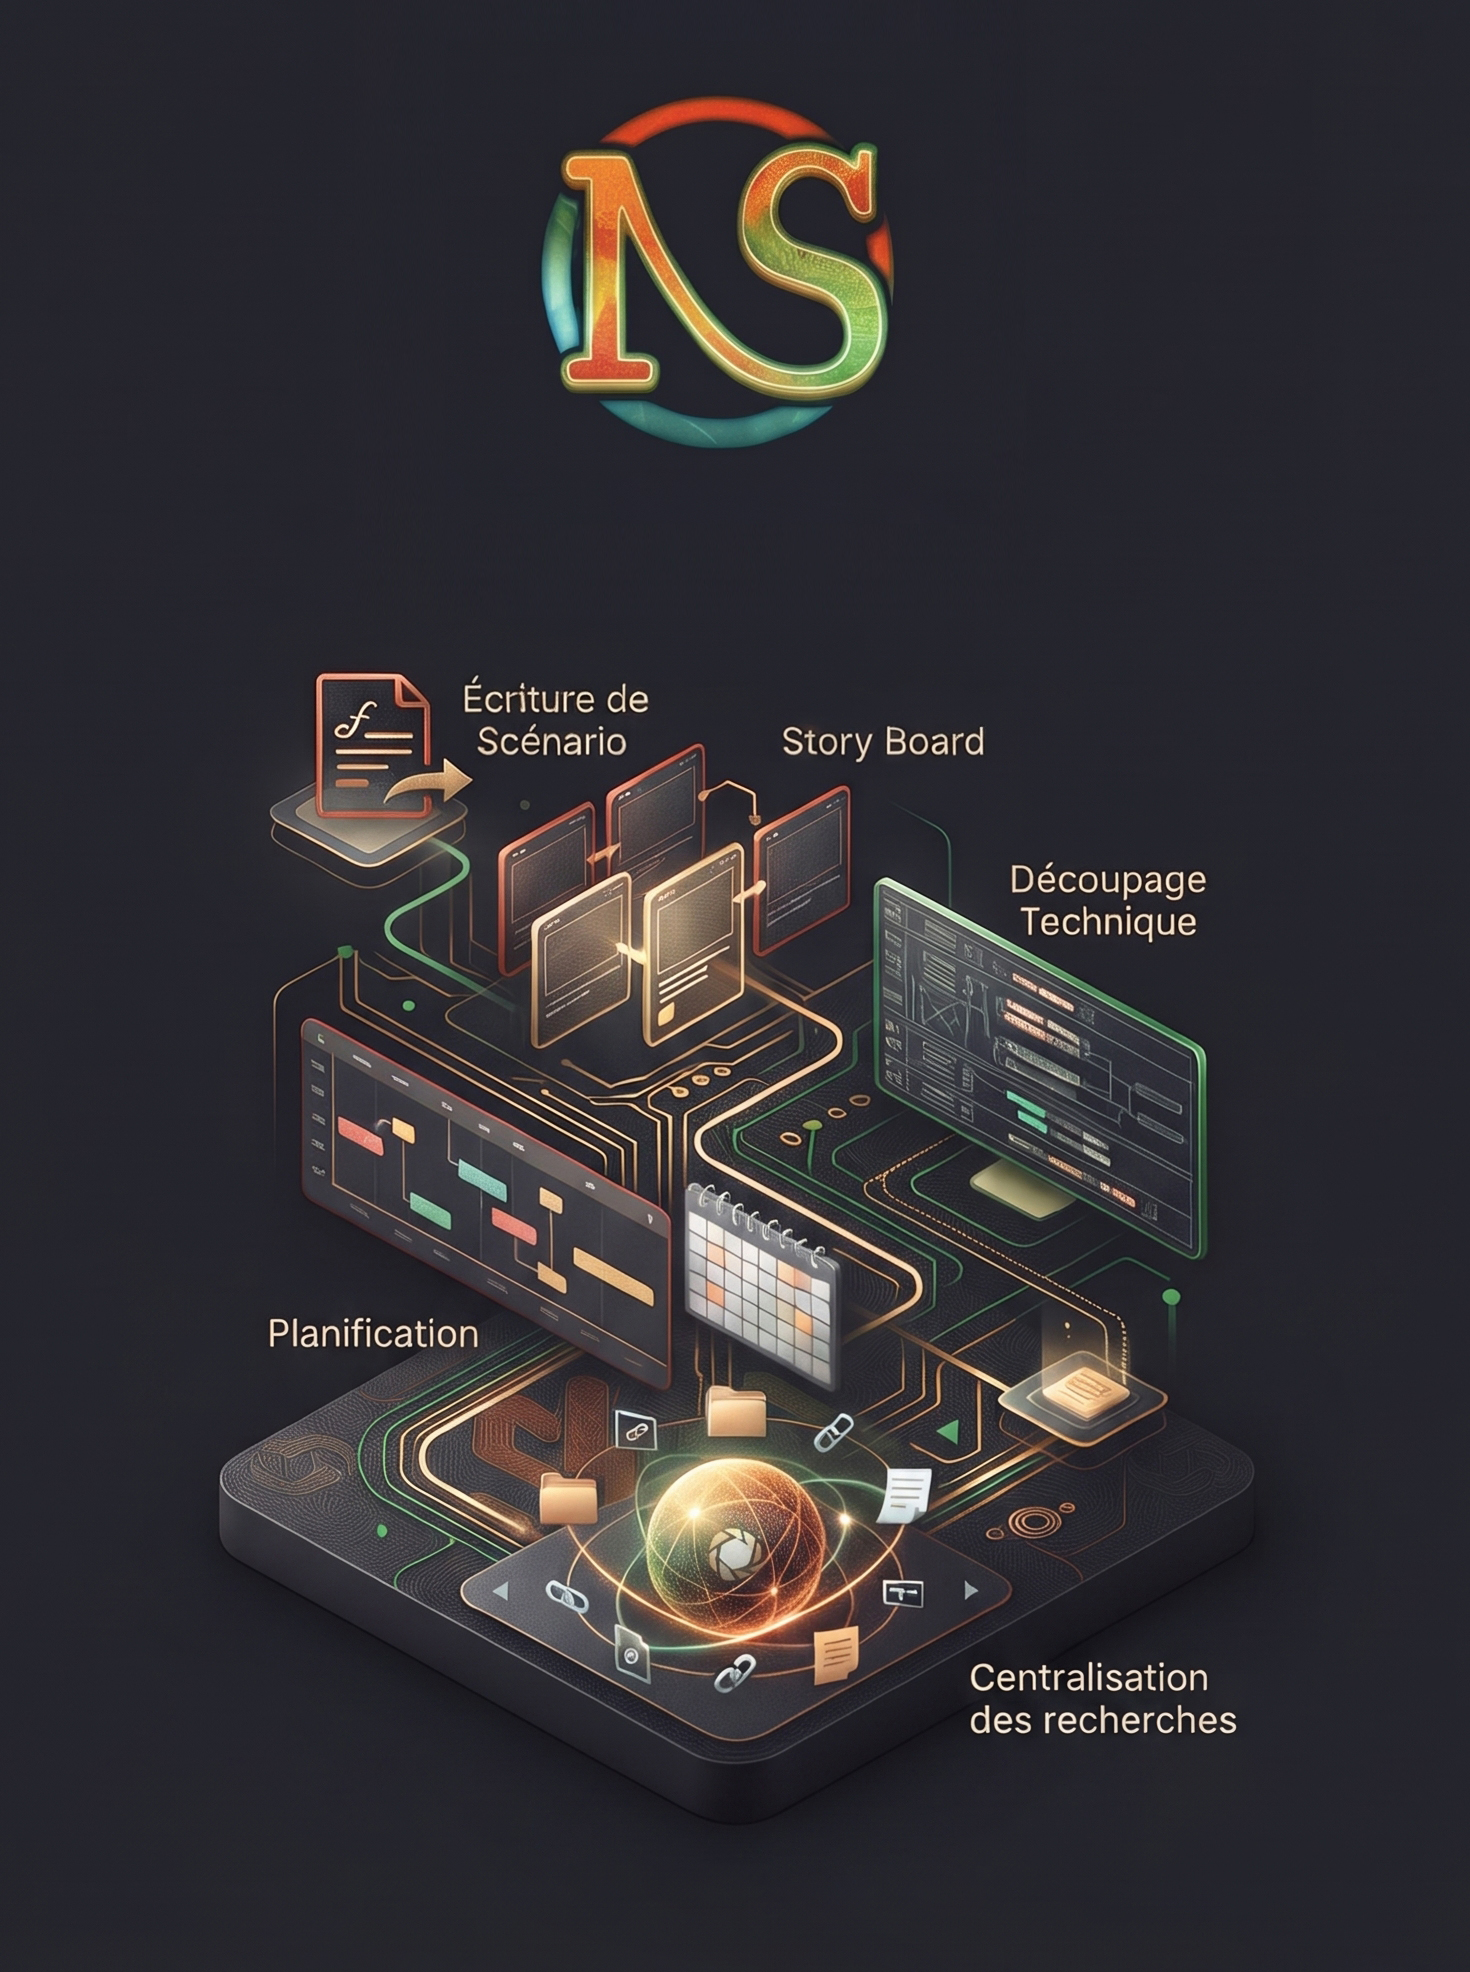 NS
Écriture de
Scénario
Story Board
Découpage
Technique
Planification
Centralisation
des recherches